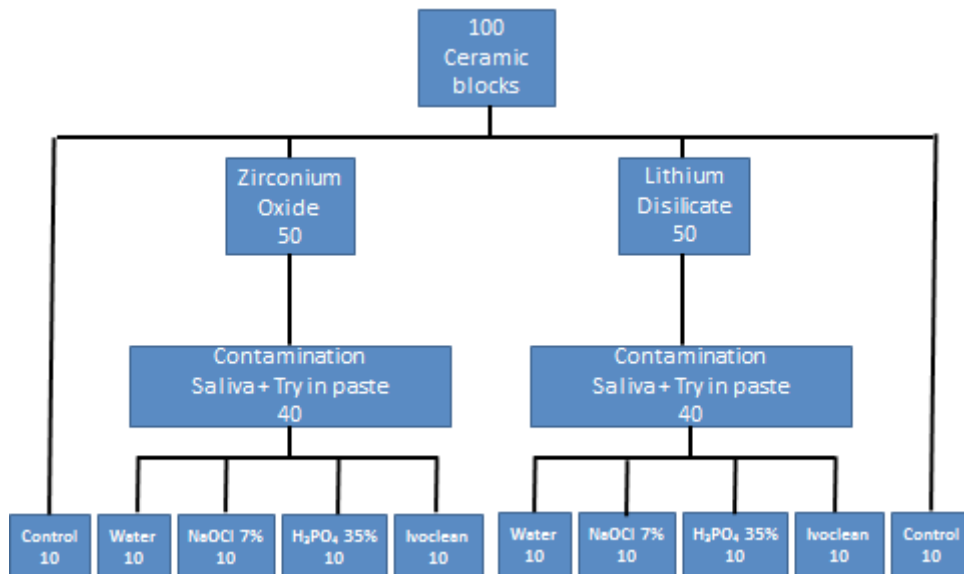 100
Ceramic
blocks
Zirconium
Oxide
50
Lithium
Disilicate
50
Contamination
Saliva + Try in paste
40
Contamination
Saliva + Try in paste
40
Control
10
Water
10
NaOCl 7%
10
H₃PO₄ 35%
10
Ivoclean
10
Water
10
NaOCl 7%
10
H₃PO₄ 35%
10
Ivoclean
10
Control
10